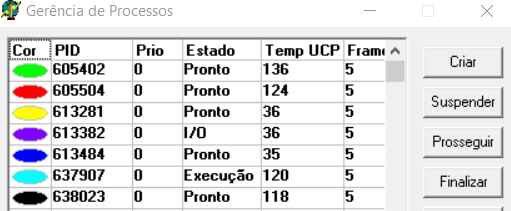 Gerência de Processos
Cor PID Prio Estado Temp UCP Frame
605402 0 Pronto 136 5
605504 0 Pronto 124 5
613281 0 Pronto 36 5
613382 0 I/O 36 5
613484 0 Pronto 35 5
637907 0 Execução 120 5
638023 0 Pronto 118 5
Criar
Suspender
Prosseguir
Finalizar